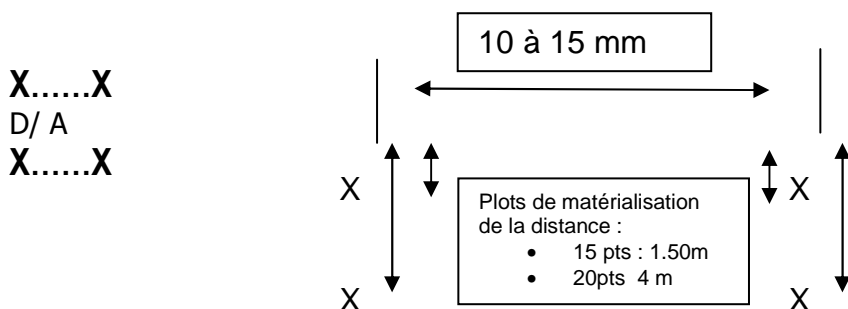 10 à 15 mm
X......X
D/ A
X......X
X
X
Plots de matérialisation
de la distance :
• 15 pts : 1.50m
• 20pts 4 m
X
X